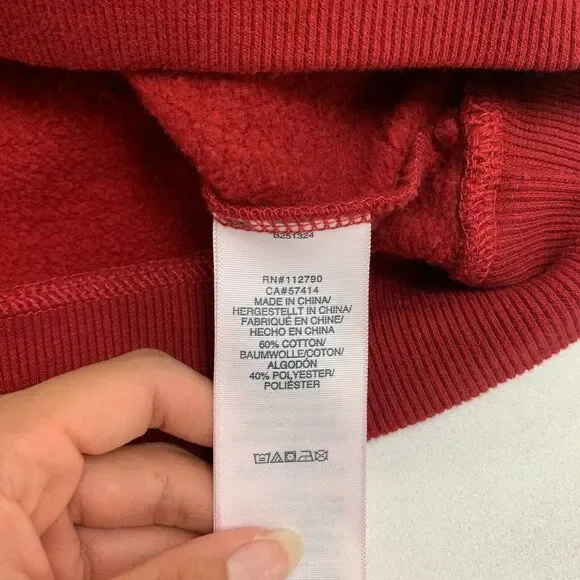 B251324
RN#112790
CA#57414
MADE IN CHINA/
HERGESTELLT IN CHINA/
FABRIQUÉ EN CHINE/
HECHO EN CHINA
60% COTTON/
BAUMWOLLE/COTON/
ALGODÓN
40% POLYESTER/
POLIÉSTER